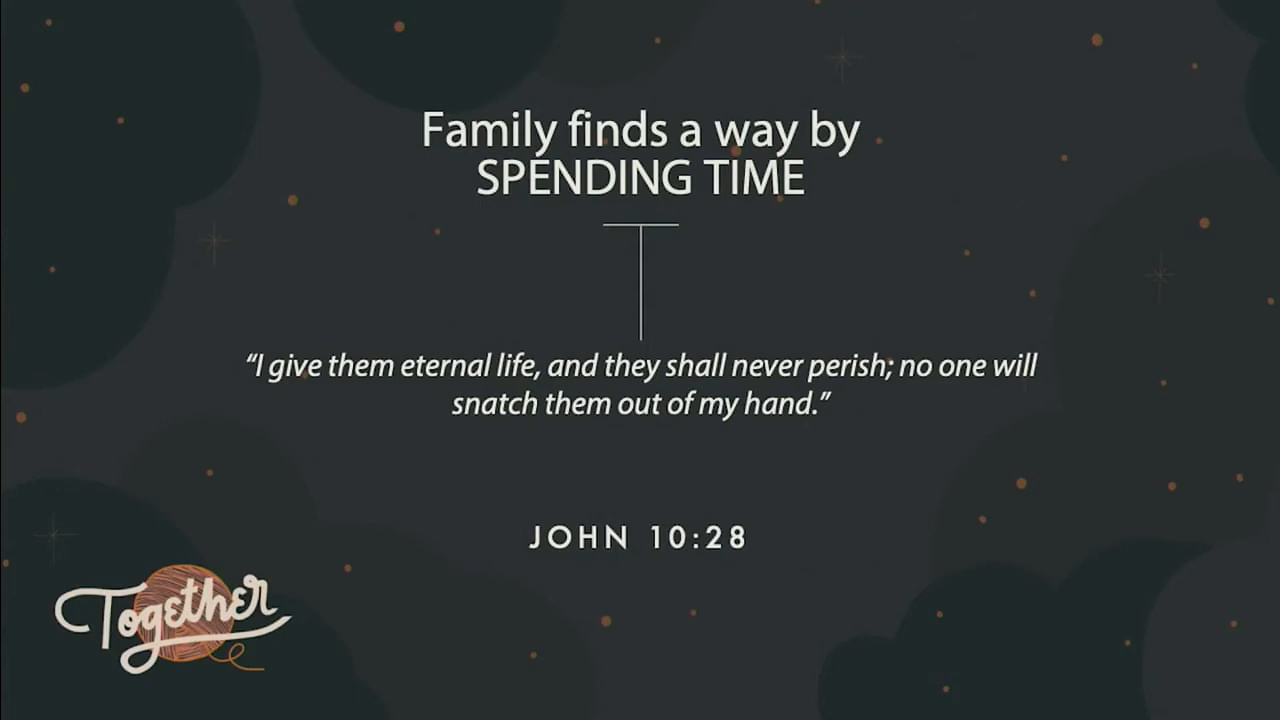 Family finds a way by
SPENDING TIME
“I give them eternal life, and they shall never perish; no one will
snatch them out of my hand.”
JOHN 10:28
Together